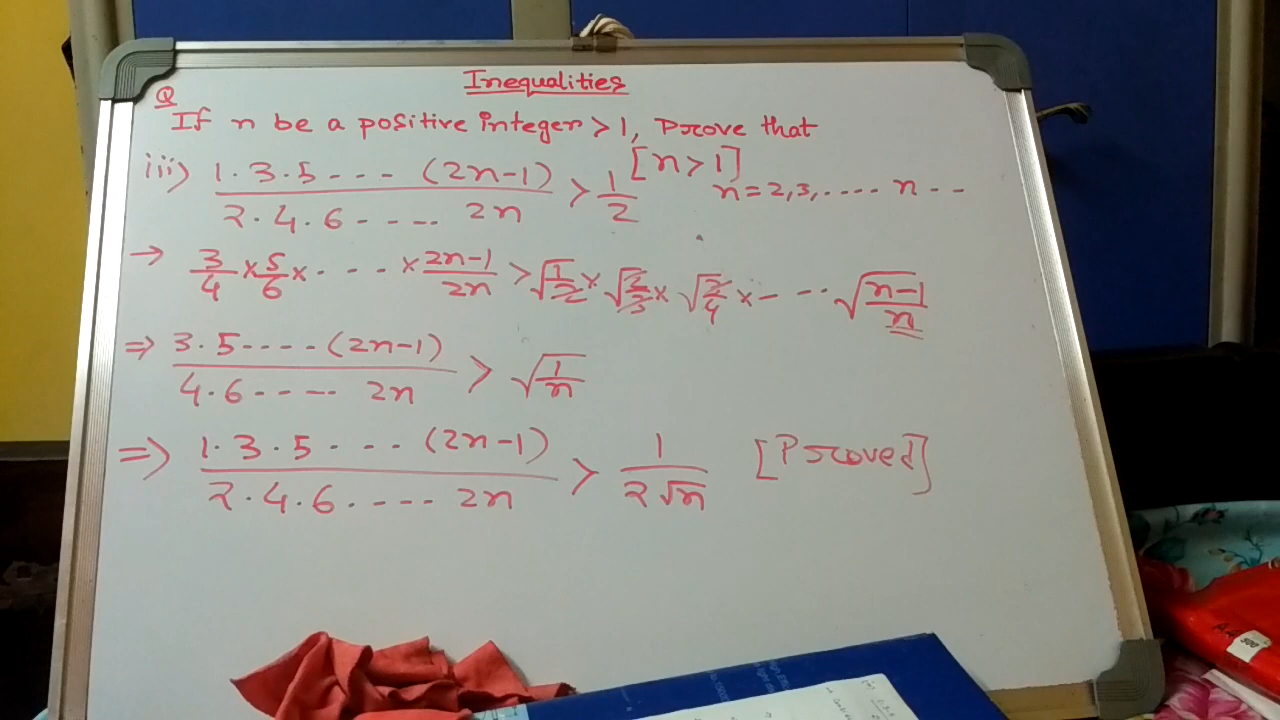 Inequalities
Q
If n be a positive integer > 1, Prove that
iii) 1·3·5--- (2n-1) / 2·4·6---- 2n > 1/2 [n>1] n=2,3,---- n--
→ 3/4 × 5/6 × ---- × 2n-1/2n > √1/2 × √2/3 × √3/4 × ---- √n-1/n
⇒ 3·5---- (2n-1) / 4·6---- 2n > √1/n
⇒ 1·3·5--- (2n-1) / 2·4·6---- 2n > 1/2√n [Proved]
500